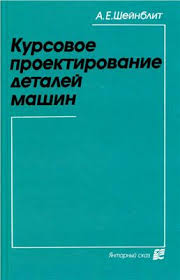 А.Е.Шейнблит
Курсовое
проектирование
деталей
машин
Янтарный сказ